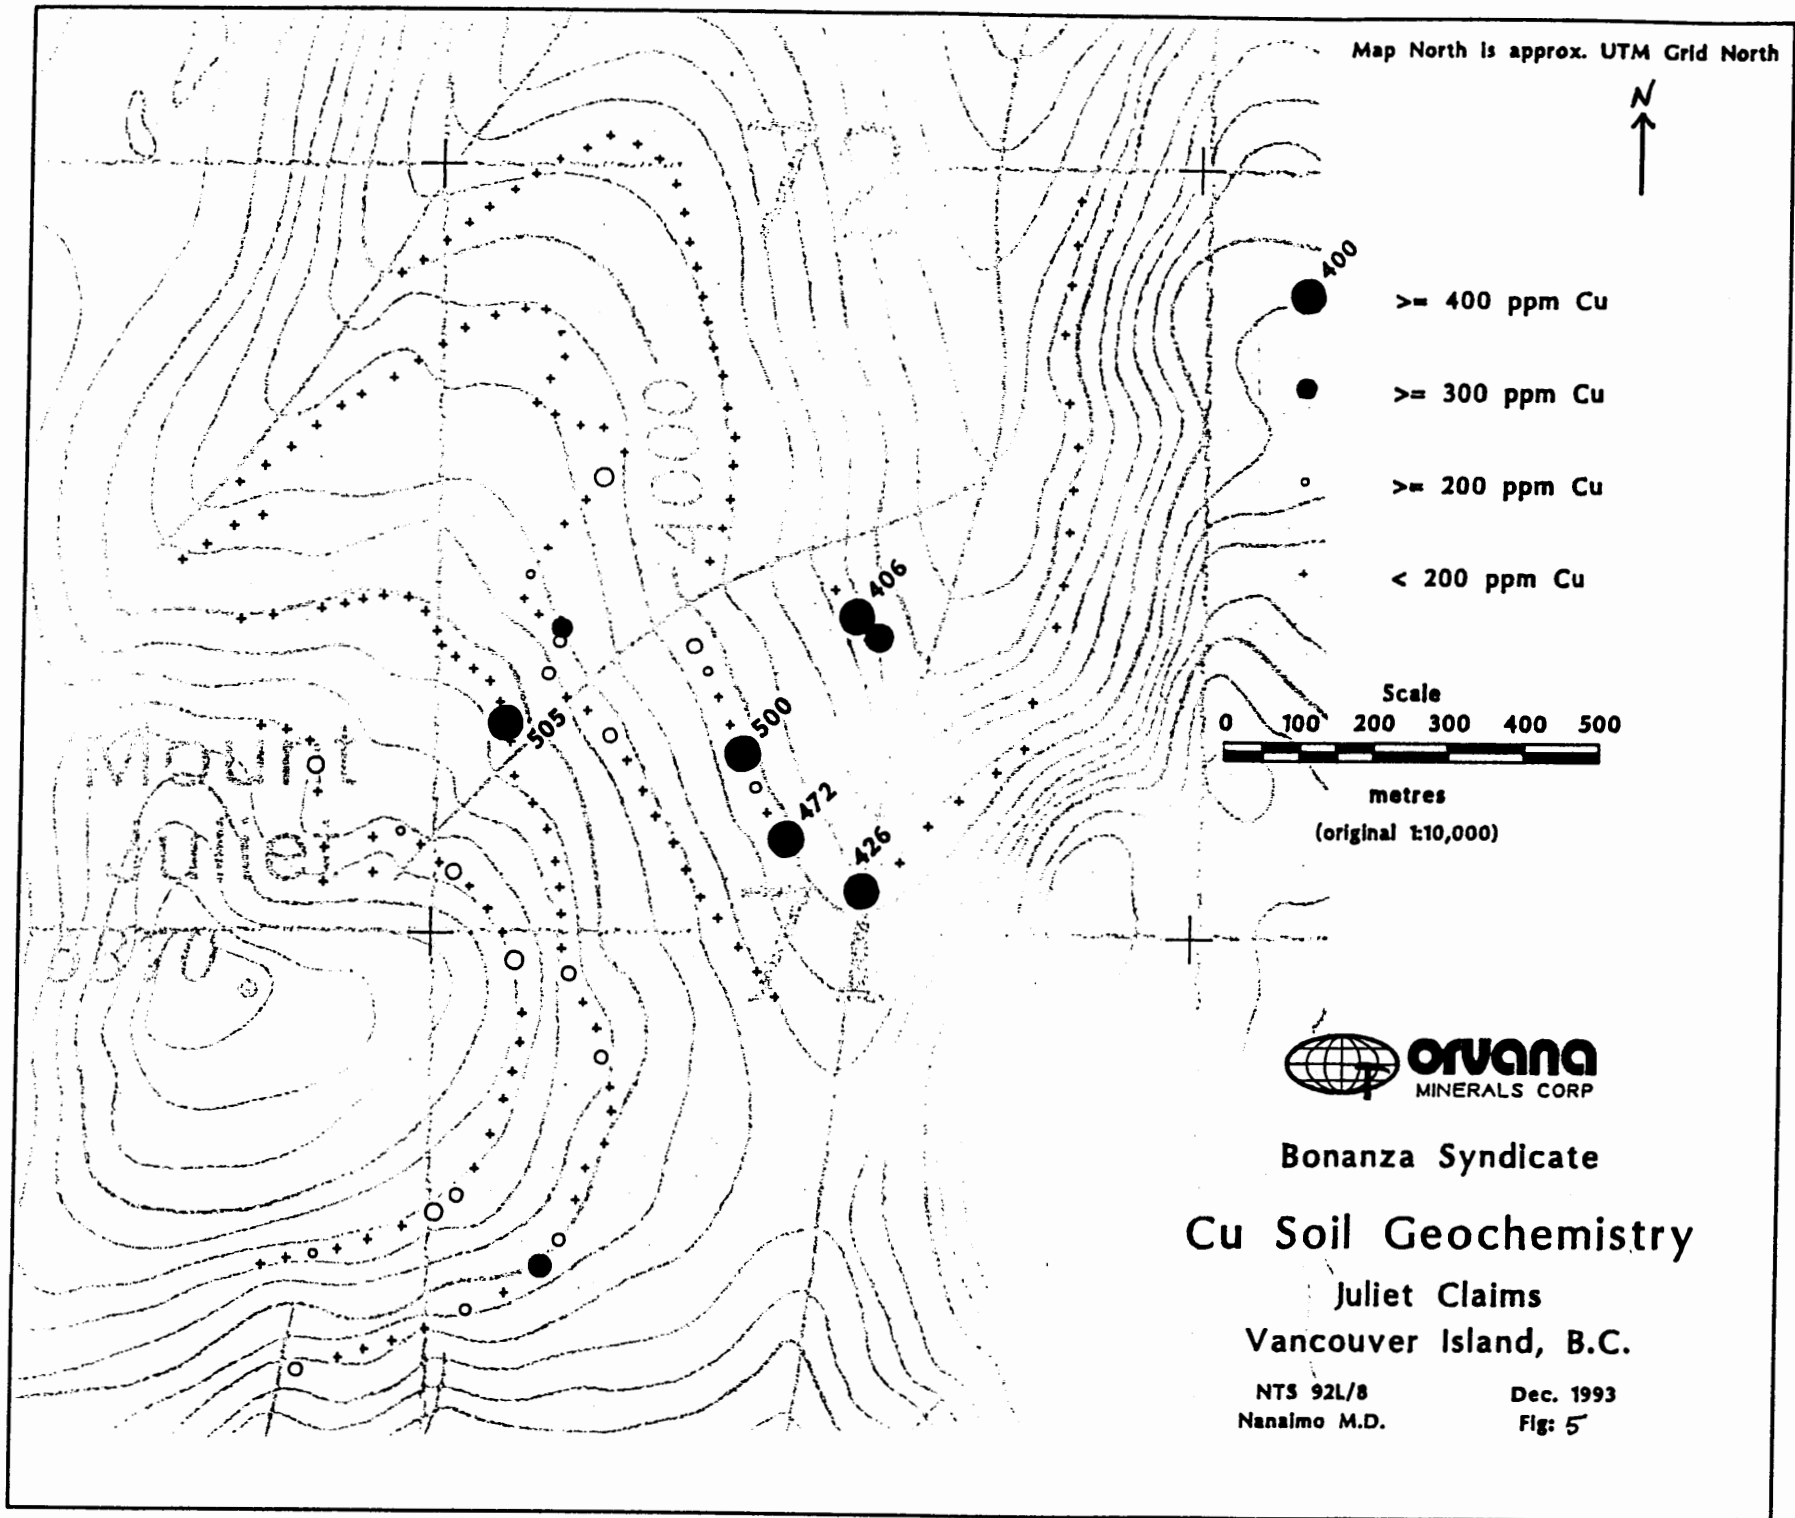 Map North is approx. UTM Grid North
N
400
>= 400 ppm Cu
>= 300 ppm Cu
>= 200 ppm Cu
< 200 ppm Cu
4000
406
505
500
472
426
Mount
Juliet
Scale
0 100 200 300 400 500
metres
(original 1:10,000)
orvana
MINERALS CORP
Bonanza Syndicate
Cu Soil Geochemistry
Juliet Claims
Vancouver Island, B.C.
NTS 92L/8 Dec. 1993
Nanaimo M.D. Fig: 5